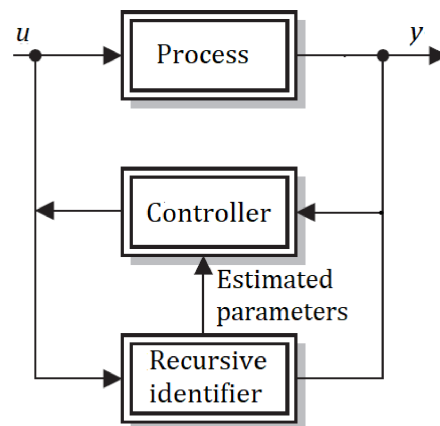 u
y
Process
Controller
Estimated
parameters
Recursive
identifier